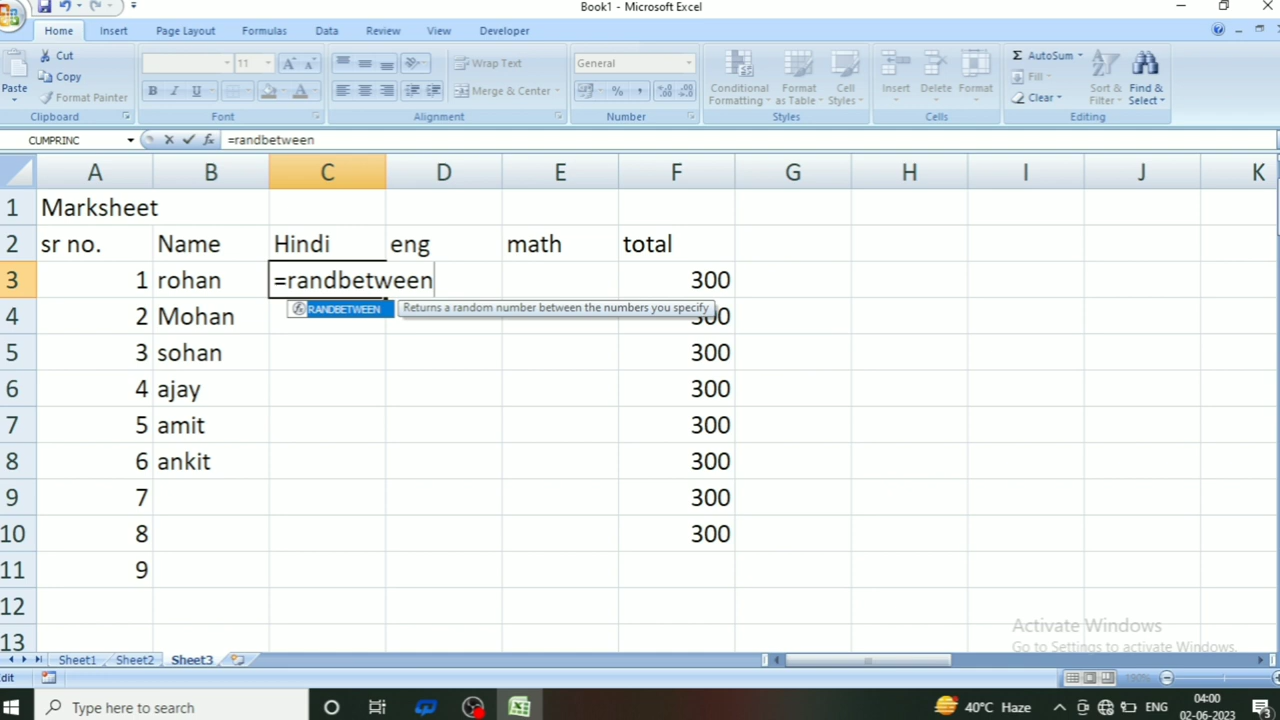 Book1 - Microsoft Excel
Home Insert Page Layout Formulas Data Review View Developer
Cut
Copy
Format Painter
Paste
Clipboard
11
B I U
Font
Wrap Text
Merge & Center
Alignment
General
%
Number
Conditional Formatting
Format as Table
Cell Styles
Styles
Insert Delete Format
Cells
AutoSum
Fill
Clear
Sort & Filter
Find & Select
Editing
CUMPRINC fx =randbetween
A B C D E F G H I J K
1 Marksheet
2 sr no. Name Hindi eng math total
3 1 rohan =randbetween 300
RANDBETWEEN Returns a random number between the numbers you specify
4 2 Mohan 300
5 3 sohan 300
6 4 ajay 300
7 5 amit 300
8 6 ankit 300
9 7 300
10 8 300
11 9
12
13
Activate Windows
Go to Settings to activate Windows.
Sheet1 Sheet2 Sheet3
dit 190%
Type here to search
40°C Haze
ENG
04:00
02-06-2023
3